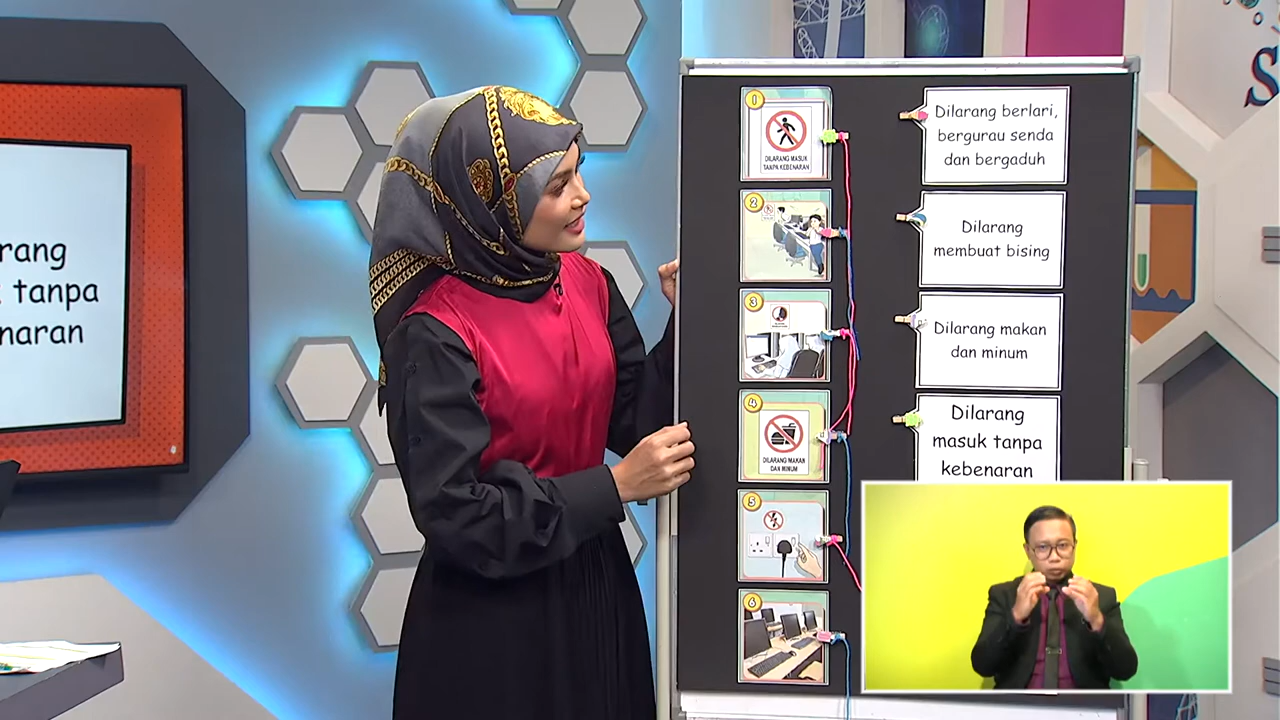 rang
tanpa
naran
1
DILARANG MASUK
TANPA KEBENARAN
2
3
4
DILARANG MAKAN
DAN MINUM
5
6
Dilarang berlari,
bergurau senda
dan bergaduh
Dilarang
membuat bising
Dilarang makan
dan minum
Dilarang
masuk tanpa
kebenaran
S